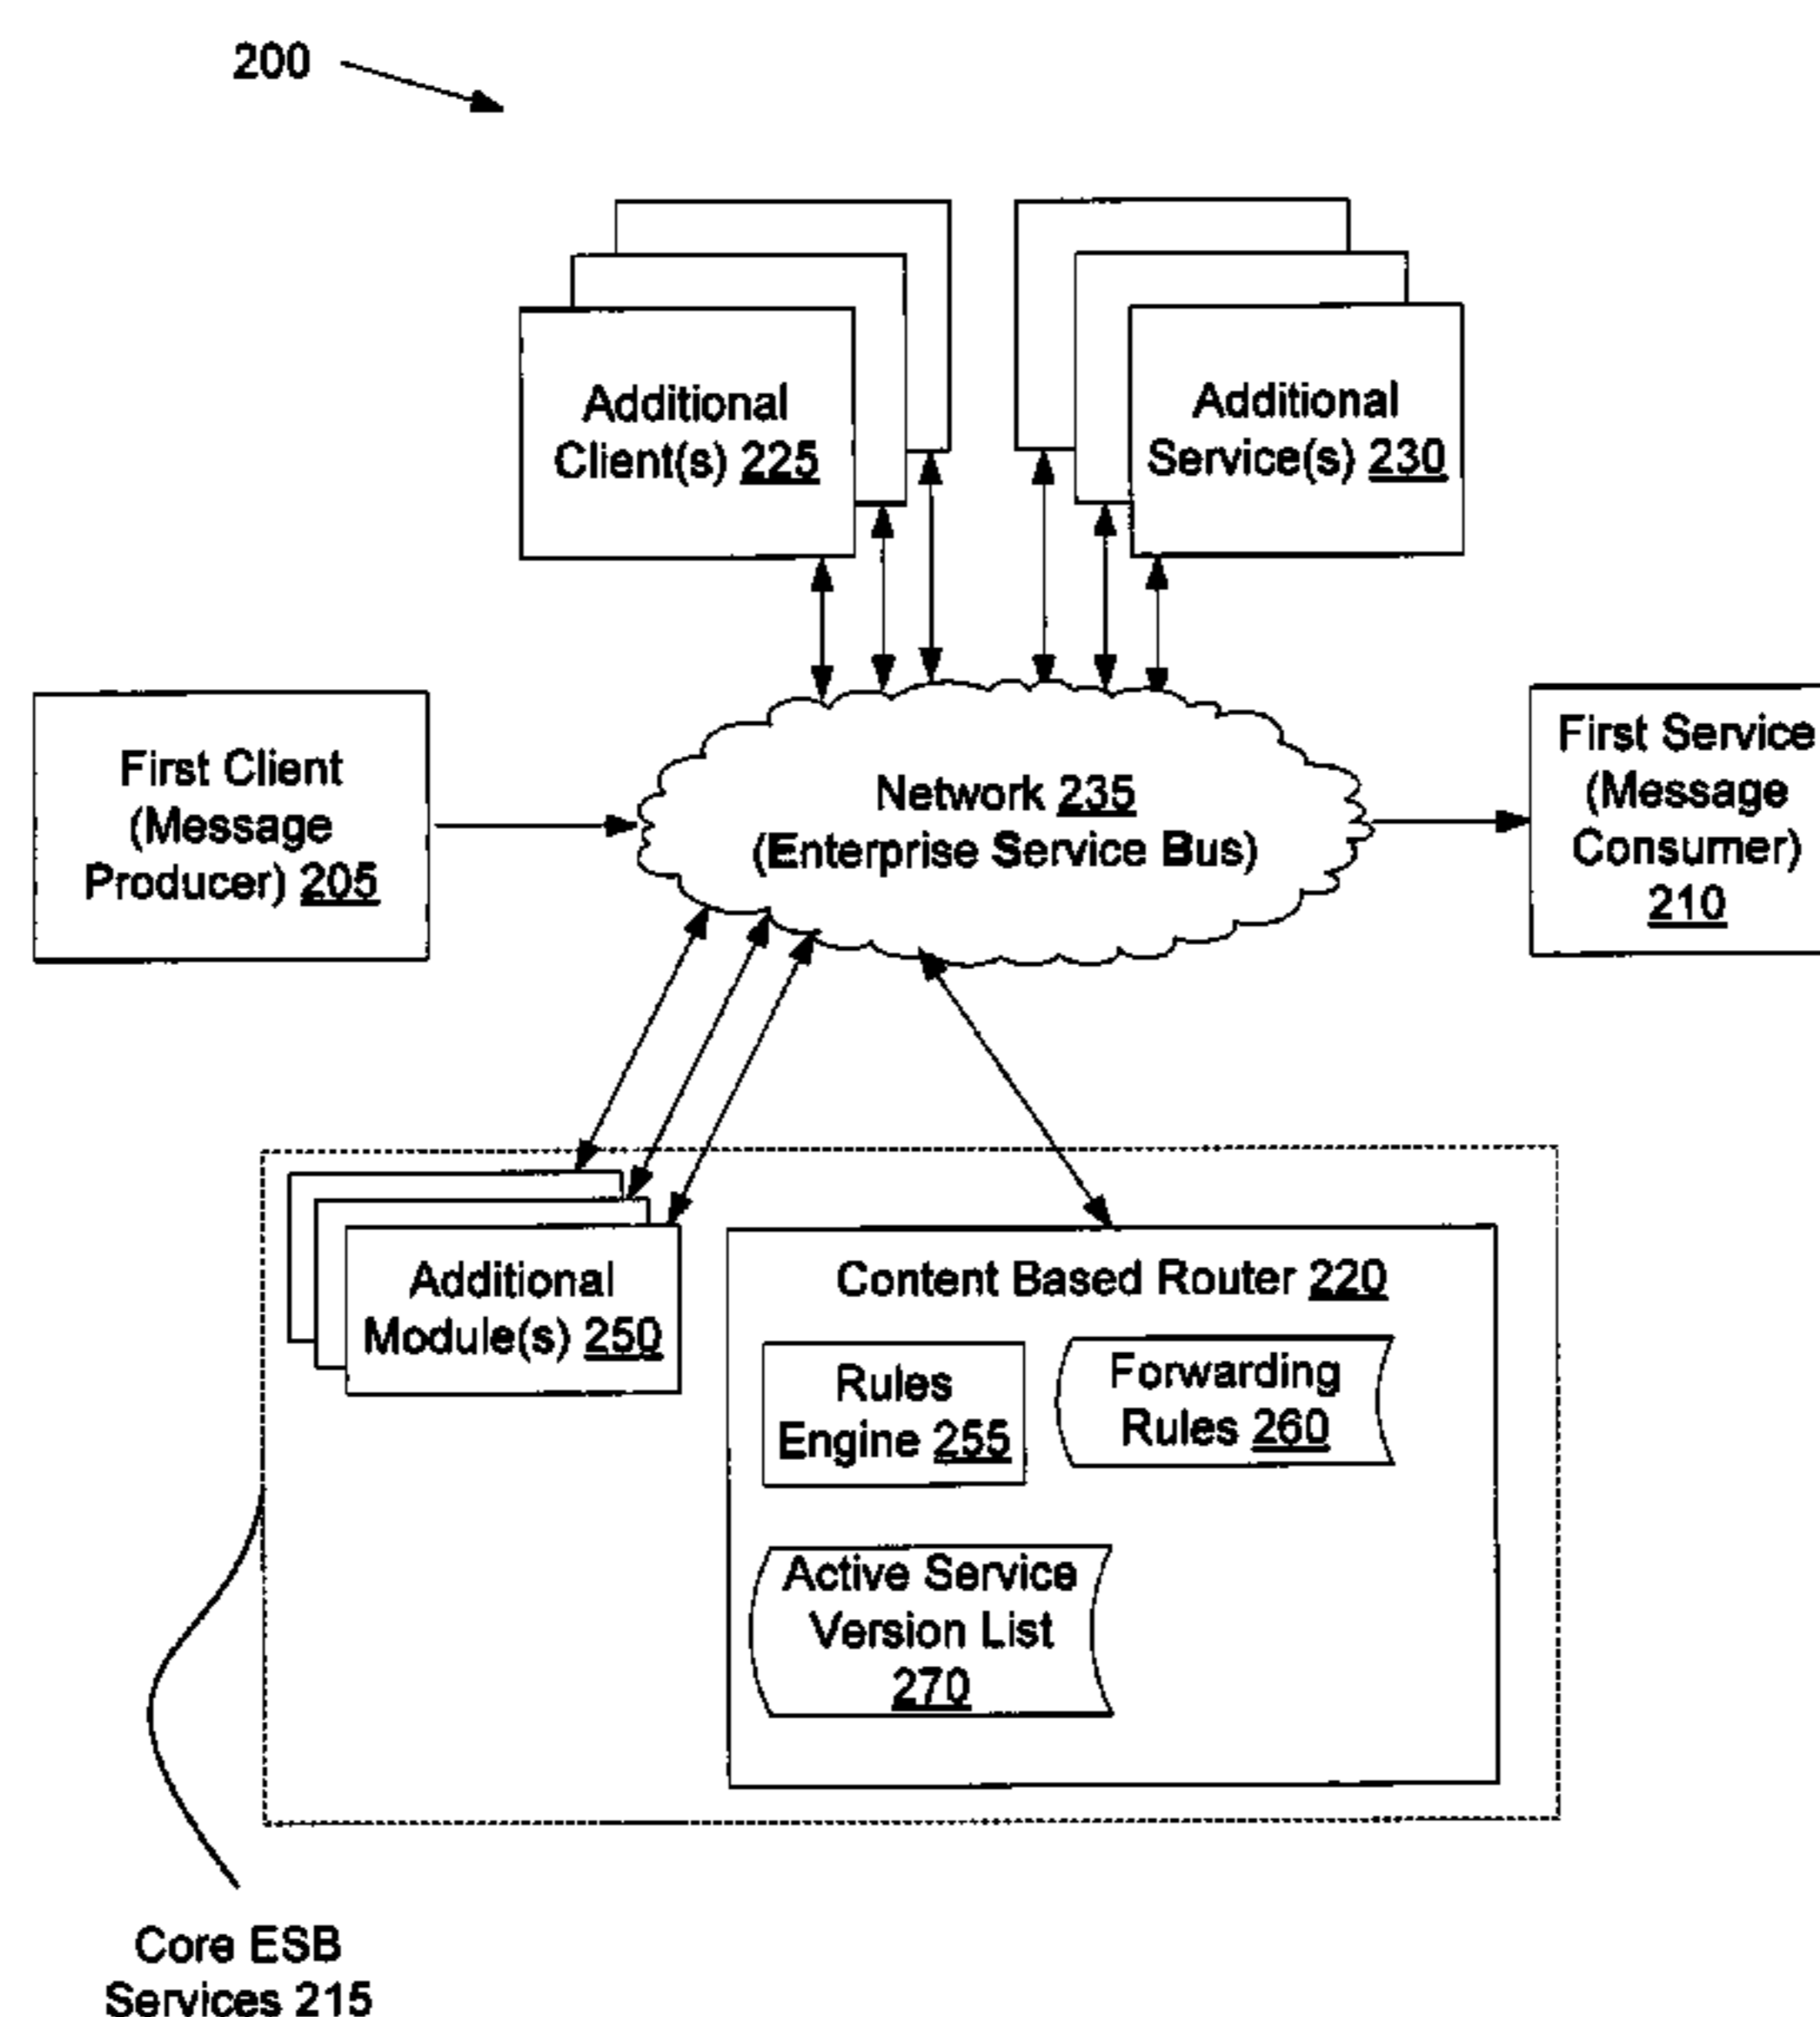 200
Additional
Client(s) 225
Additional
Service(s) 230
First Client
(Message
Producer) 205
Network 235
(Enterprise Service Bus)
First Service
(Message
Consumer)
210
Additional
Module(s) 250
Content Based Router 220
Rules
Engine 255
Forwarding
Rules 260
Active Service
Version List
270
Core ESB
Services 215